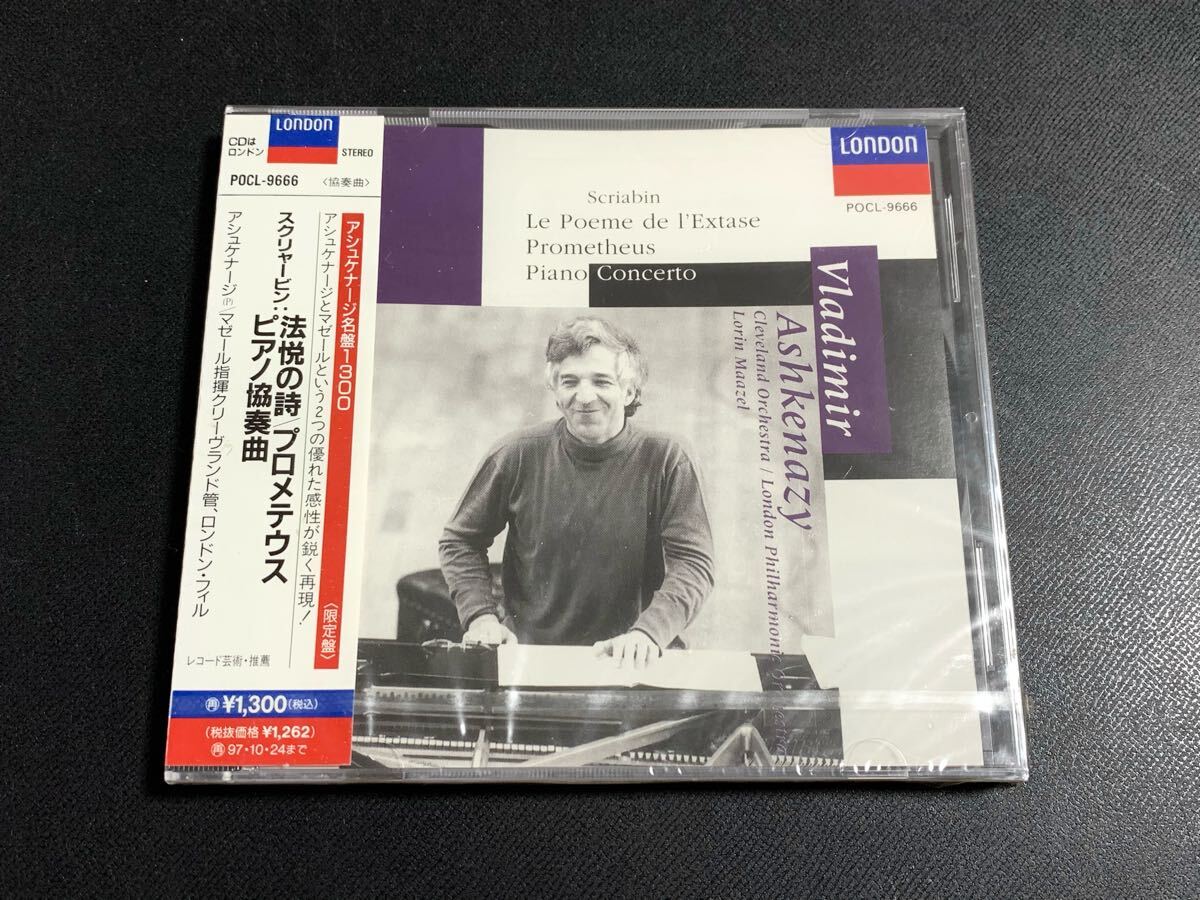 LONDON
CDは
ロンドン
STEREO
POCL-9666 〈協奏曲〉
アシュケナージ名盤1300 〈限定盤〉
アシュケナージとマゼールという2つの優れた感性が鋭く再現!
スクリャービン:法悦の詩/プロメテウス
ピアノ協奏曲
アシュケナージ(P)/マゼール指揮クリーヴランド管、ロンドン・フィル
レコード芸術・推薦
再 ¥1,300(税込)
(税抜価格 ¥1,262)
再 97・10・24まで
Scriabin
Le Poeme de l'Extase
Prometheus
Piano Concerto
LONDON
POCL-9666
Vladimir
Ashkenazy
Cleveland Orchestra / London Philharmonic Orchestra
Lorin Maazel